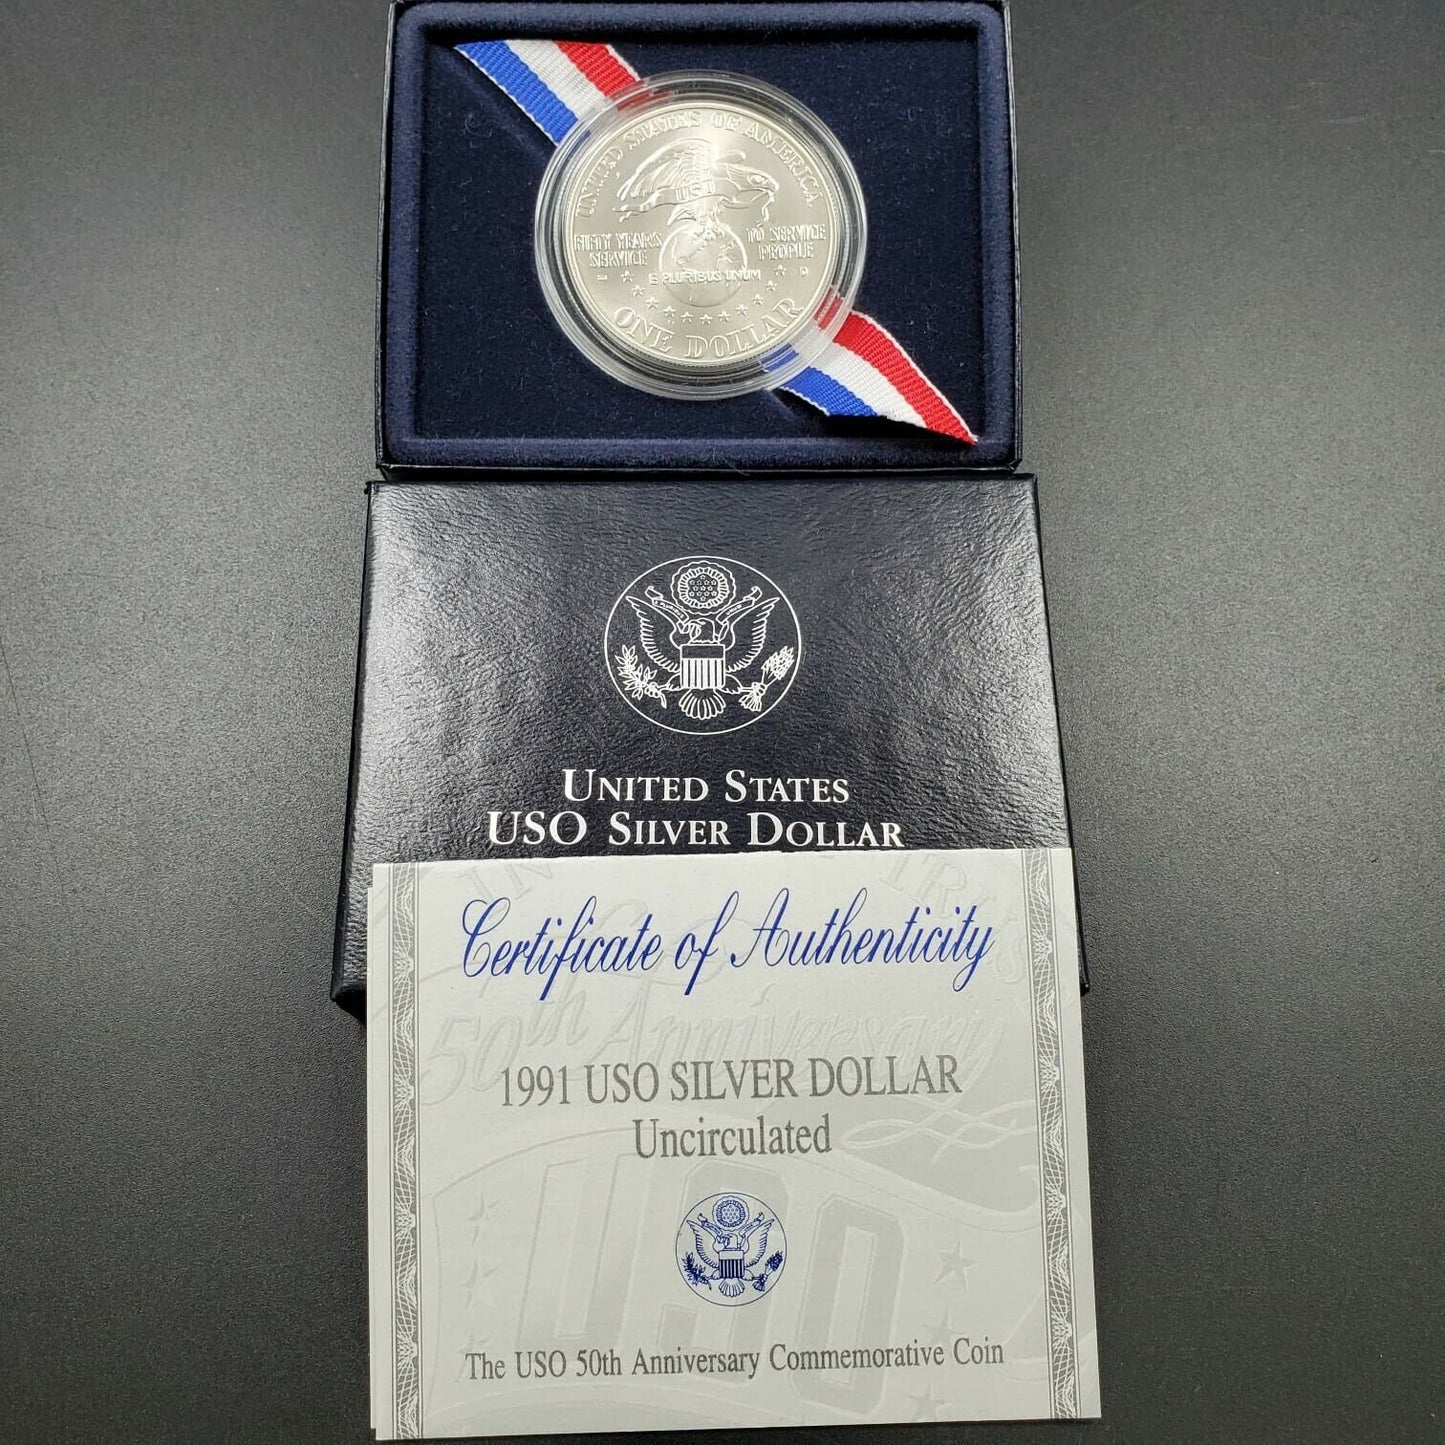 UNITED STATES OF AMERICA
USO
FIFTY YEARS
SERVICE
TO SERVICE
PEOPLE
D
E PLURIBUS UNUM
ONE DOLLAR
UNITED STATES
USO SILVER DOLLAR
Certificate of Authenticity
50th Anniversary
1991 USO SILVER DOLLAR
Uncirculated
USO
The USO 50th Anniversary Commemorative Coin